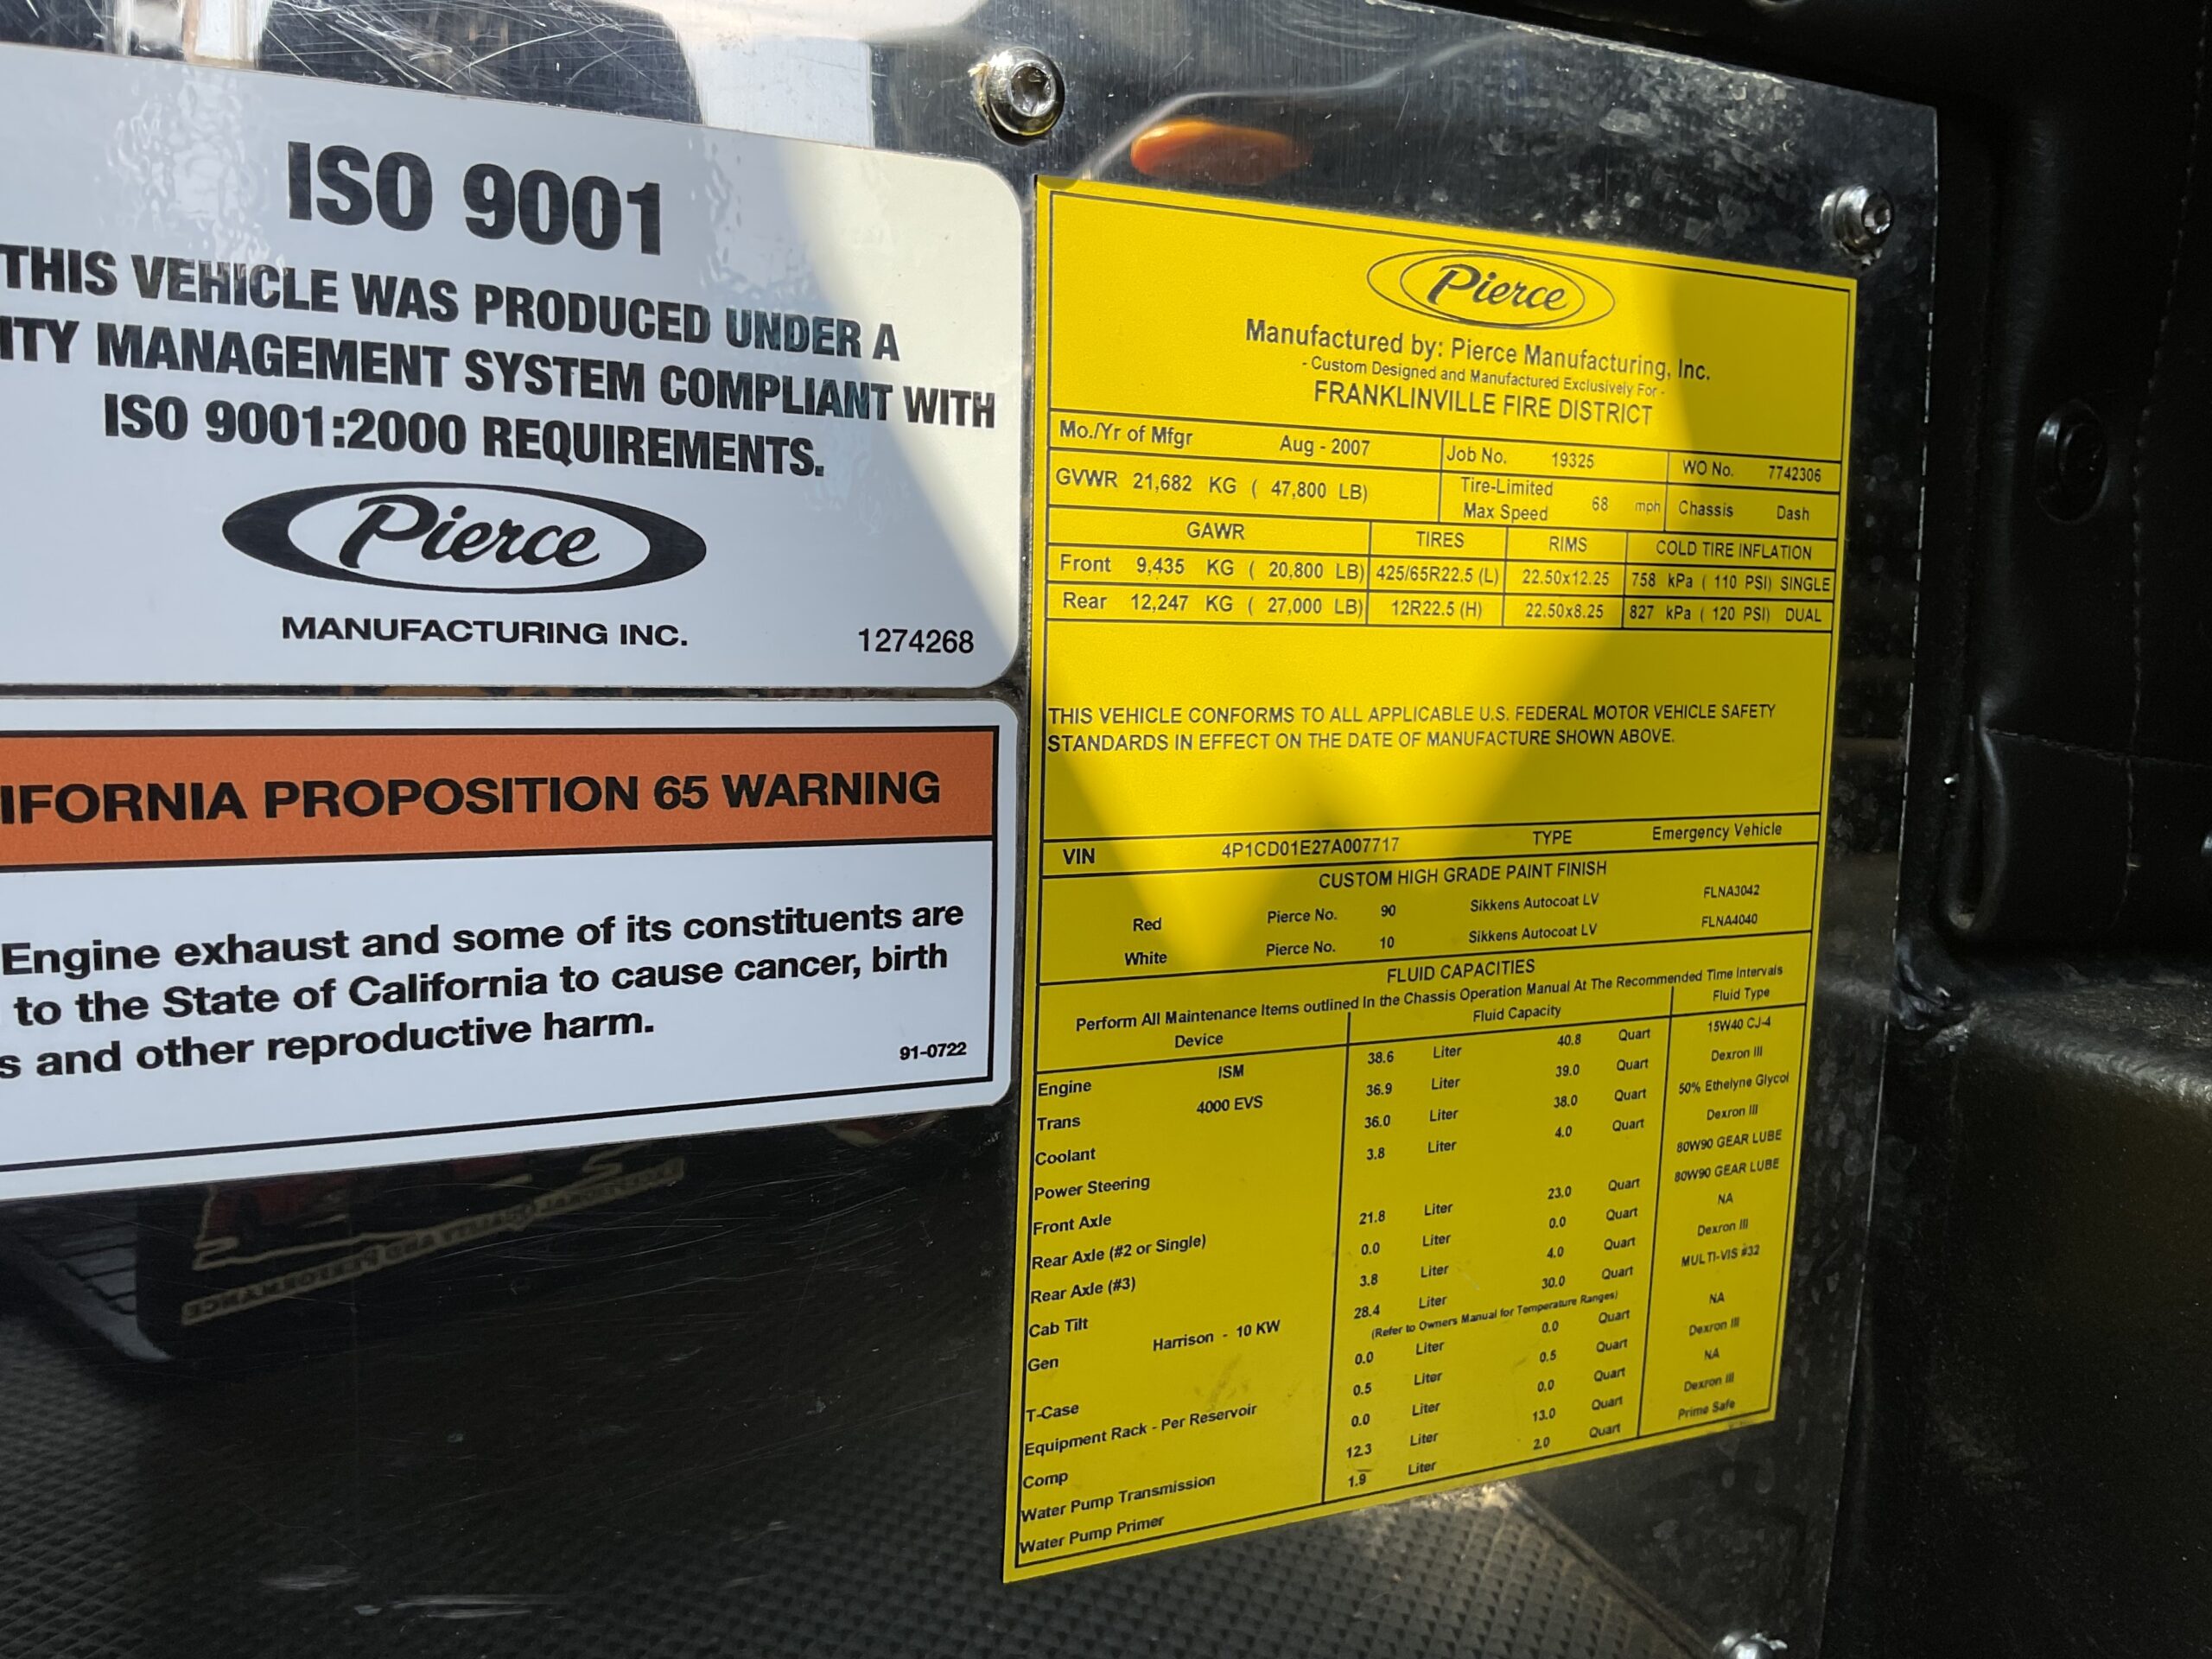 ISO 9001
THIS VEHICLE WAS PRODUCED UNDER A
ITY MANAGEMENT SYSTEM COMPLIANT WITH
ISO 9001:2000 REQUIREMENTS.
Pierce
MANUFACTURING INC.
1274268
IFORNIA PROPOSITION 65 WARNING
Engine exhaust and some of its constituents are
to the State of California to cause cancer, birth
s and other reproductive harm.
91-0722
Pierce
Manufactured by: Pierce Manufacturing, Inc.
- Custom Designed and Manufactured Exclusively For -
FRANKLINVILLE FIRE DISTRICT
Mo./Yr of Mfgr Aug - 2007 Job No. 19325 WO No. 7742306
GVWR 21,682 KG ( 47,800 LB) Tire-Limited Max Speed 68 mph Chassis Dash
GAWR TIRES RIMS COLD TIRE INFLATION
Front 9,435 KG ( 20,800 LB) 425/65R22.5 (L) 22.50x12.25 758 kPa ( 110 PSI) SINGLE
Rear 12,247 KG ( 27,000 LB) 12R22.5 (H) 22.50x8.25 827 kPa ( 120 PSI) DUAL
THIS VEHICLE CONFORMS TO ALL APPLICABLE U.S. FEDERAL MOTOR VEHICLE SAFETY
STANDARDS IN EFFECT ON THE DATE OF MANUFACTURE SHOWN ABOVE.
VIN 4P1CD01E27A007717 TYPE Emergency Vehicle
CUSTOM HIGH GRADE PAINT FINISH
Red Pierce No. 90 Sikkens Autocoat LV FLNA3042
White Pierce No. 10 Sikkens Autocoat LV FLNA4040
FLUID CAPACITIES
Perform All Maintenance Items outlined In the Chassis Operation Manual At The Recommended Time Intervals
Device Fluid Capacity Fluid Type
Engine ISM 38.6 Liter 40.8 Quart 15W40 CJ-4
Trans 4000 EVS 36.9 Liter 39.0 Quart Dexron III
Coolant 36.0 Liter 38.0 Quart 50% Ethelyne Glycol
Power Steering 3.8 Liter 4.0 Quart Dexron III
Front Axle 80W90 GEAR LUBE
Rear Axle (#2 or Single) 21.8 Liter 23.0 Quart 80W90 GEAR LUBE
Rear Axle (#3) 0.0 Liter 0.0 Quart NA
Cab Tilt 3.8 Liter 4.0 Quart Dexron III
Gen Harrison - 10 KW 28.4 Liter 30.0 Quart MULTI-VIS #32
(Refer to Owners Manual for Temperature Ranges)
T-Case 0.0 Liter 0.0 Quart NA
Equipment Rack - Per Reservoir 0.5 Liter 0.5 Quart Dexron III
Comp 0.0 Liter 0.0 Quart NA
Water Pump Transmission 12.3 Liter 13.0 Quart Dexron III
Water Pump Primer 1.9 Liter 2.0 Quart Prime Safe